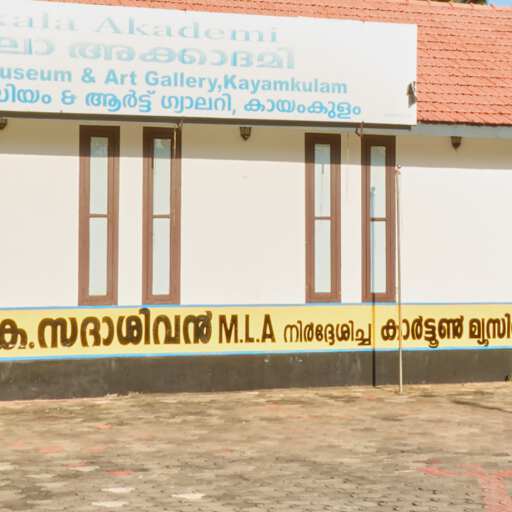 kala Akademi
ലാ അക്കാദമി
useum & Art Gallery,Kayamkulam
സിയം & ആർട്ട് ഗ്യാലറി, കായംകുളം
ക.സദാശിവൻ M.L.A നിർദ്ദേശിച്ച കാർട്ടൂൺ മ്യൂസി